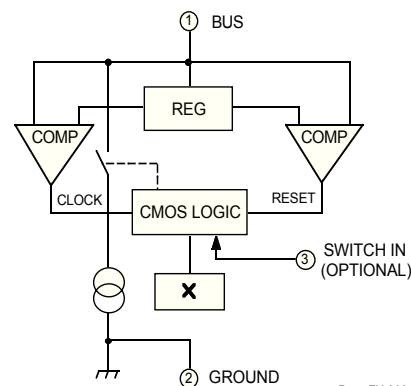 1 BUS
REG
COMP
COMP
CLOCK
RESET
CMOS LOGIC
3 SWITCH IN
(OPTIONAL)
X
2 GROUND